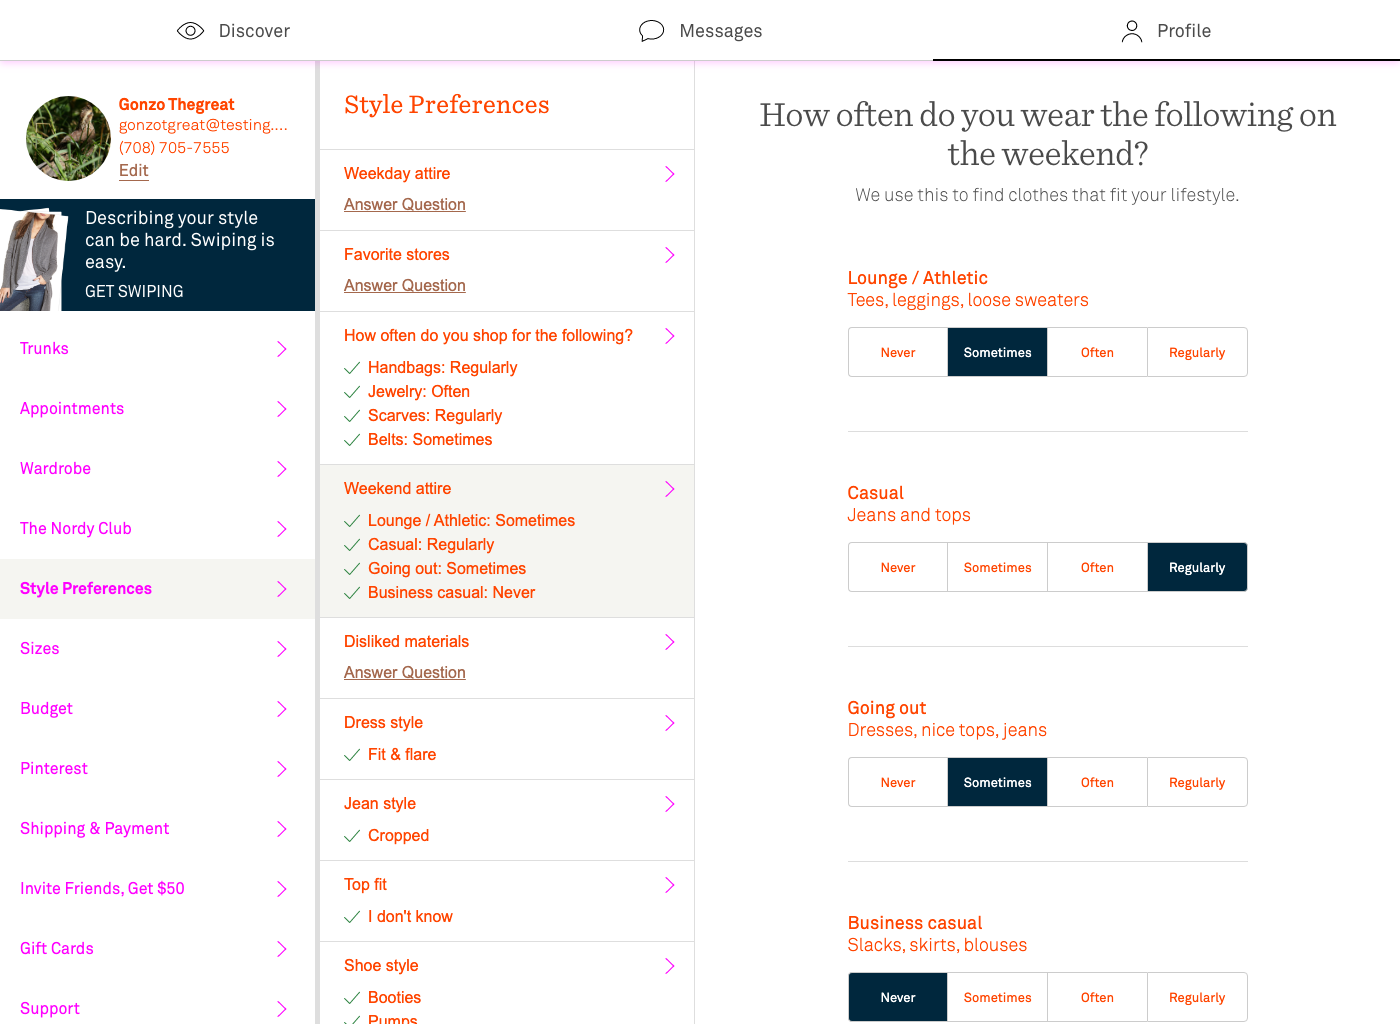 Discover
Messages
Profile
Gonzo Thegreat
gonzotgreat@testing....
(708) 705-7555
Edit
Describing your style
can be hard. Swiping is
easy.
GET SWIPING
Trunks
Appointments
Wardrobe
The Nordy Club
Style Preferences
Sizes
Budget
Pinterest
Shipping & Payment
Invite Friends, Get $50
Gift Cards
Support
Style Preferences
Weekday attire
Answer Question
Favorite stores
Answer Question
How often do you shop for the following?
Handbags: Regularly
Jewelry: Often
Scarves: Regularly
Belts: Sometimes
Weekend attire
Lounge / Athletic: Sometimes
Casual: Regularly
Going out: Sometimes
Business casual: Never
Disliked materials
Answer Question
Dress style
Fit & flare
Jean style
Cropped
Top fit
I don't know
Shoe style
Booties
Pumps
How often do you wear the following on
the weekend?
We use this to find clothes that fit your lifestyle.
Lounge / Athletic
Tees, leggings, loose sweaters
Never Sometimes Often Regularly
Casual
Jeans and tops
Never Sometimes Often Regularly
Going out
Dresses, nice tops, jeans
Never Sometimes Often Regularly
Business casual
Slacks, skirts, blouses
Never Sometimes Often Regularly